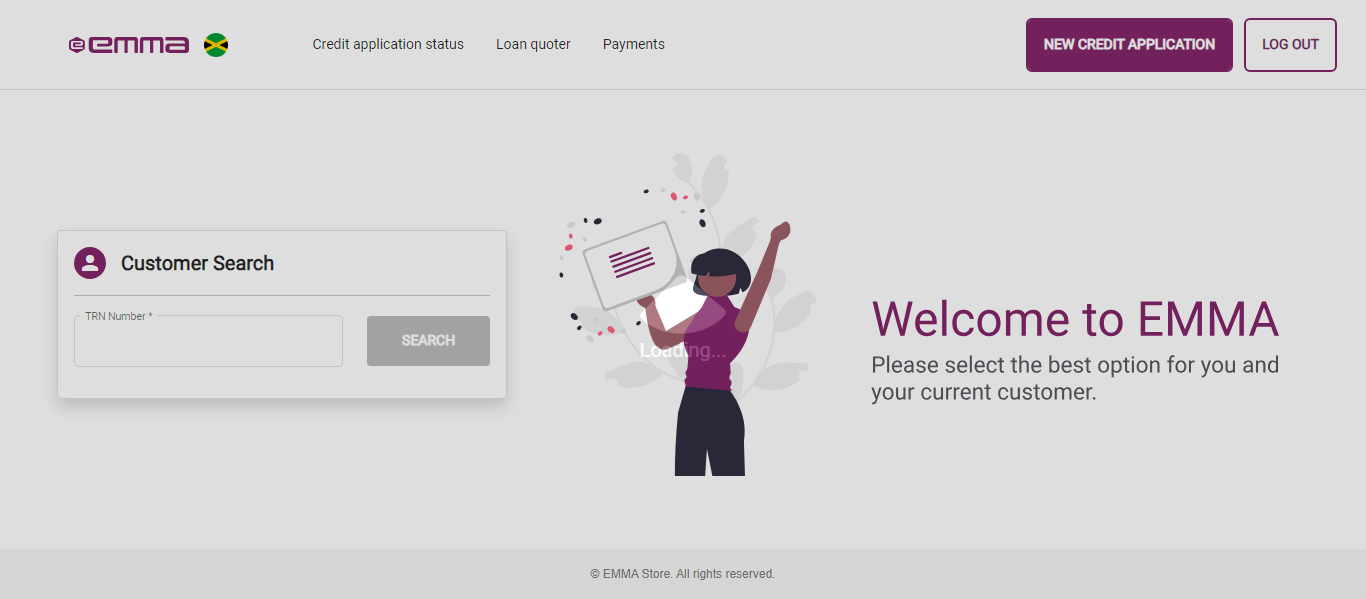 emma
Credit application status
Loan quoter
Payments
NEW CREDIT APPLICATION
LOG OUT
Customer Search
TRN Number *
SEARCH
Loading...
Welcome to EMMA
Please select the best option for you and
your current customer.
© EMMA Store. All rights reserved.